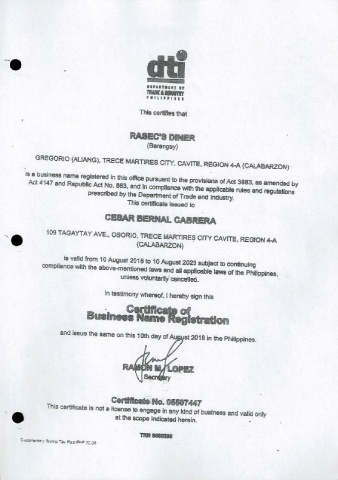 dti
DEPARTMENT OF
TRADE & INDUSTRY
PHILIPPINES
This certifies that
RASEC'S DINER
(Barangay)
GREGORIO (ALIANG), TRECE MARTIRES CITY, CAVITE, REGION 4-A (CALABARZON)
is a business name registered in this office pursuant to the provisions of Act 3883, as amended by
Act 4147 and Republic Act No. 863, and in compliance with the applicable rules and regulations
prescribed by the Department of Trade and Industry.
This certificate issued to
CESAR BERNAL CABRERA
109 TAGAYTAY AVE., OSORIO, TRECE MARTIRES CITY CAVITE, REGION 4-A
(CALABARZON)
is valid from 10 August 2018 to 10 August 2023 subject to continuing
compliance with the above-mentioned laws and all applicable laws of the Philippines,
unless voluntarily cancelled.
In testimony whereof, I hereby sign this
Certificate of
Business Name Registration
and issue the same on this 10th day of August 2018 in the Philippines.
RAMON M. LOPEZ
Secretary
Certificate No. 05507447
This certificate is not a license to engage in any kind of business and valid only
at the scope indicated herein.
Documentary Stamp Tax Paid PhP
TRN